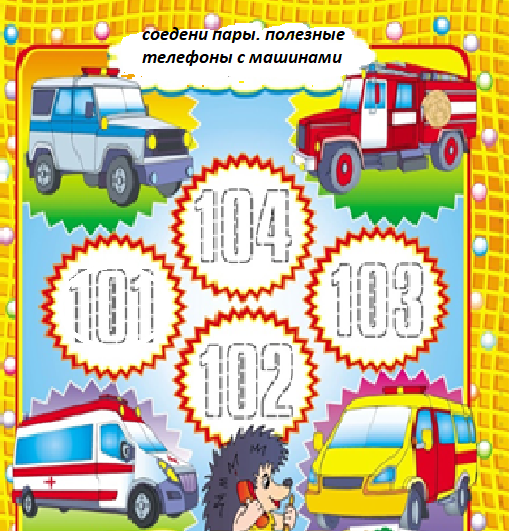 соедени пары. полезные
телефоны с машинами
104
101
103
102